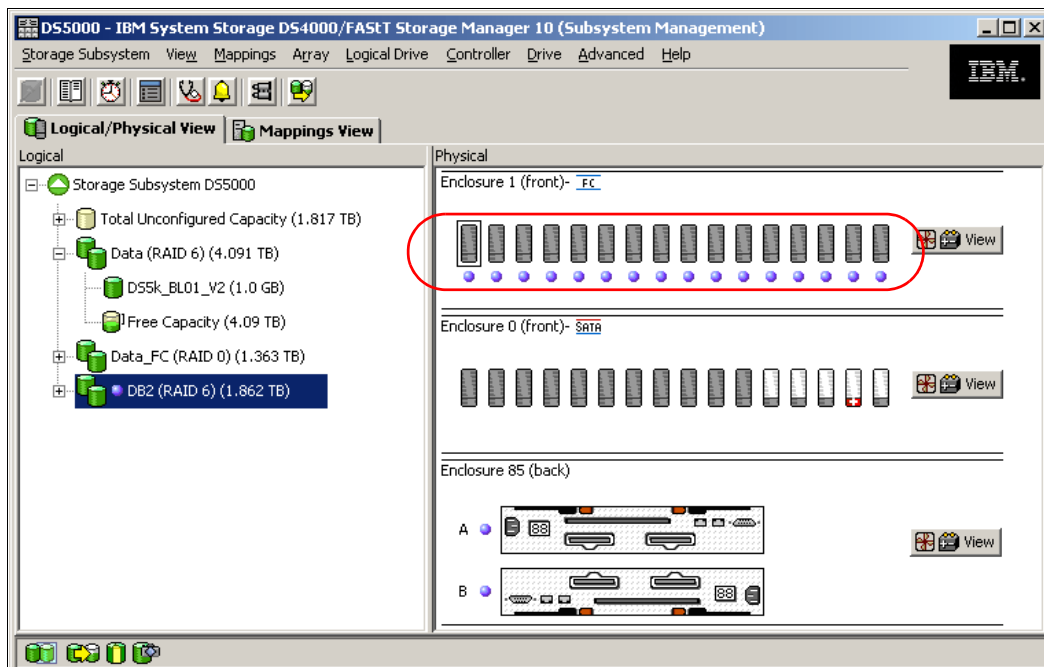 DS5000 - IBM System Storage DS4000/FAStT Storage Manager 10 (Subsystem Management)
Storage Subsystem View Mappings Array Logical Drive Controller Drive Advanced Help
IBM.
Logical/Physical View Mappings View
Logical
Physical
Storage Subsystem DS5000
Total Unconfigured Capacity (1.817 TB)
Data (RAID 6) (4.091 TB)
DS5k_BL01_V2 (1.0 GB)
Free Capacity (4.09 TB)
Data_FC (RAID 0) (1.363 TB)
DB2 (RAID 6) (1.862 TB)
Enclosure 1 (front)- FC
View
Enclosure 0 (front)- SATA
View
Enclosure 85 (back)
A
88
View
B
88